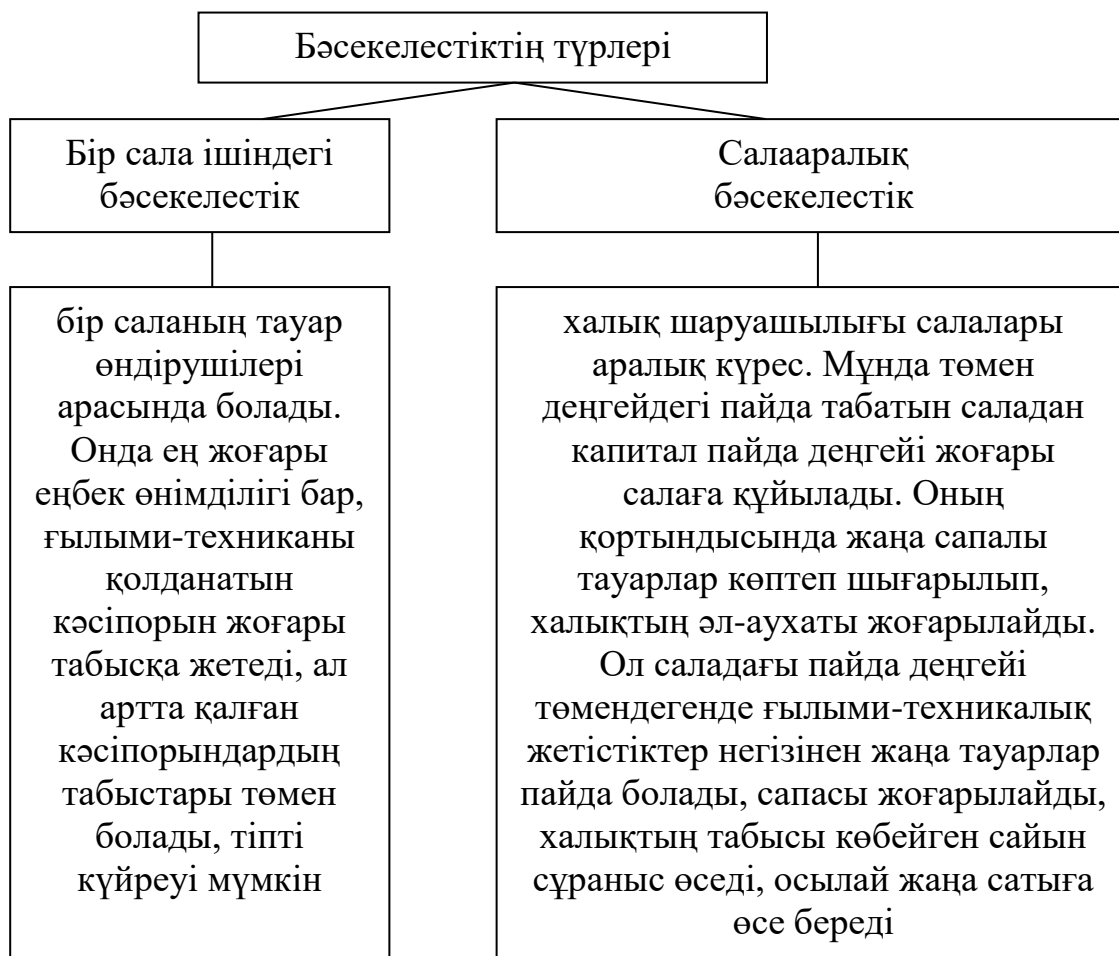 Бәсекелестіктің түрлері
Бір сала ішіндегі
бәсекелестік
Салааралық
бәсекелестік
бір саланың тауар
өндірушілері
арасында болады.
Онда ең жоғары
еңбек өнімділігі бар,
ғылыми-техниканы
қолданатын
кәсіпорын жоғары
табысқа жетеді, ал
артта қалған
кәсіпорындардың
табыстары төмен
болады, тіпті
күйреуі мүмкін
халық шаруашылығы салалары
аралық күрес. Мұнда төмен
деңгейдегі пайда табатын саладан
капитал пайда деңгейі жоғары
салаға құйылады. Оның
қортындысында жаңа сапалы
тауарлар көптеп шығарылып,
халықтың әл-аухаты жоғарылайды.
Ол саладағы пайда деңгейі
төмендегенде ғылыми-техникалық
жетістіктер негізінен жаңа тауарлар
пайда болады, сапасы жоғарылайды,
халықтың табысы көбейген сайын
сұраныс өседі, осылай жаңа сатыға
өсе береді